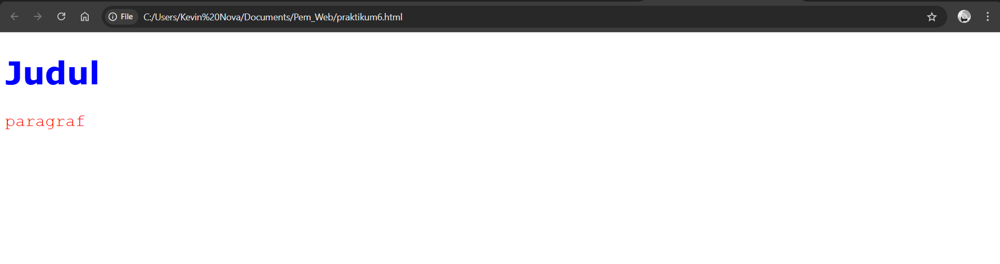 File C:/Users/Kevin%20Nova/Documents/Pem_Web/praktikum6.html
Judul
paragraf